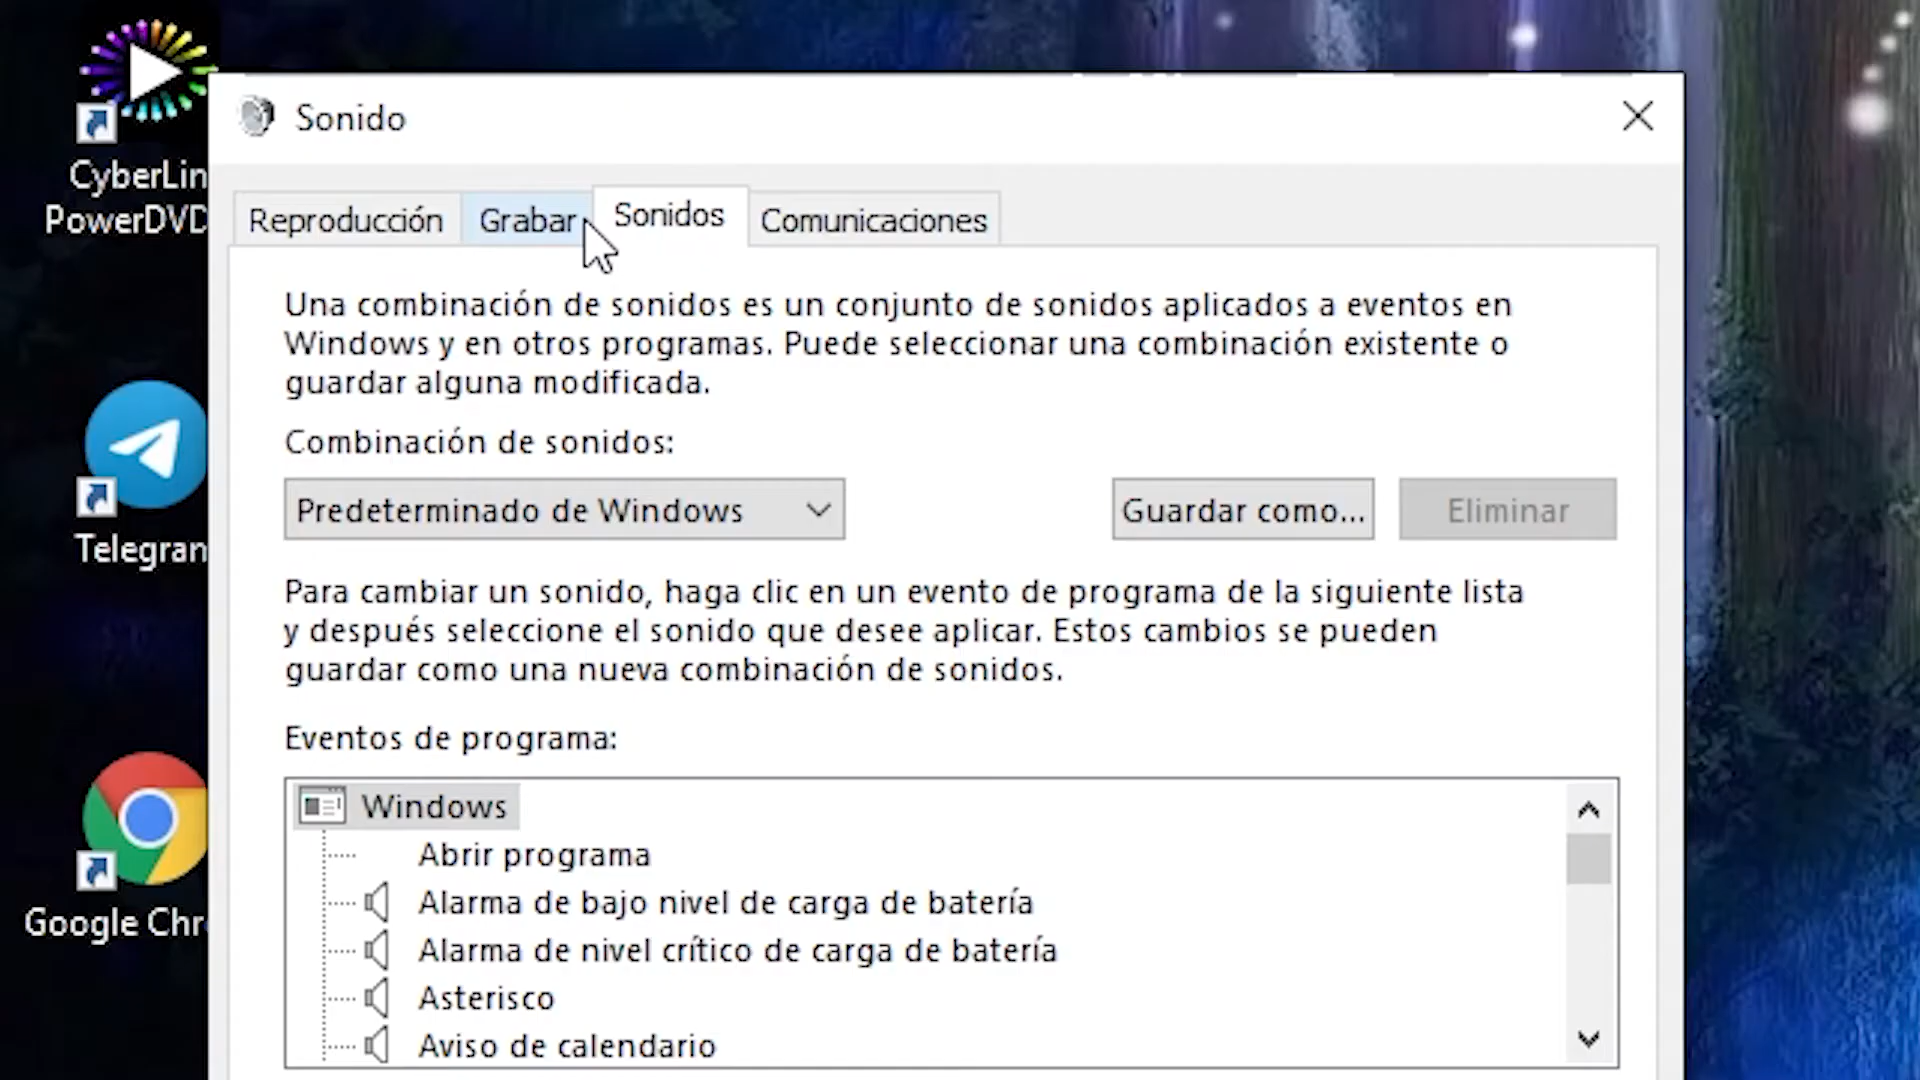 CyberLin
PowerDVD
Telegran
Google Chr
Sonido
Reproducción
Grabar
Sonidos
Comunicaciones
Una combinación de sonidos es un conjunto de sonidos aplicados a eventos en
Windows y en otros programas. Puede seleccionar una combinación existente o
guardar alguna modificada.
Combinación de sonidos:
Predeterminado de Windows
Guardar como...
Eliminar
Para cambiar un sonido, haga clic en un evento de programa de la siguiente lista
y después seleccione el sonido que desee aplicar. Estos cambios se pueden
guardar como una nueva combinación de sonidos.
Eventos de programa:
Windows
Abrir programa
Alarma de bajo nivel de carga de batería
Alarma de nivel crítico de carga de batería
Asterisco
Aviso de calendario